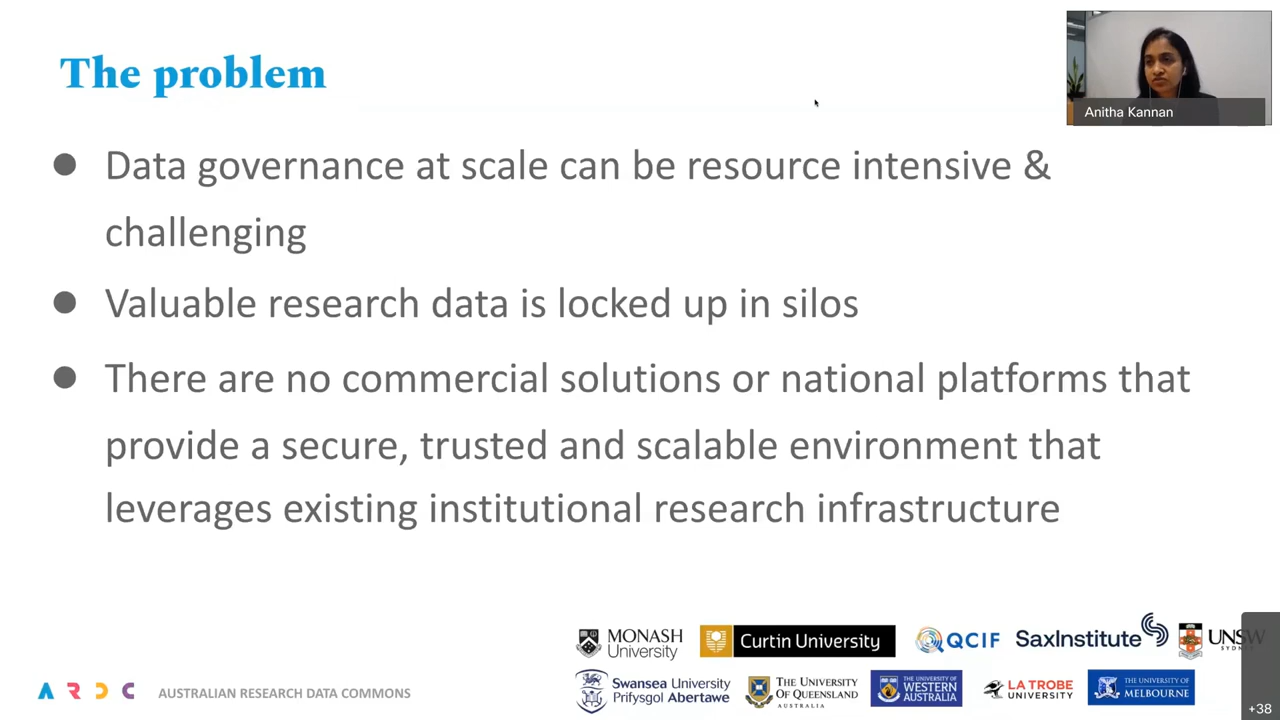 The problem
Anitha Kannan
Data governance at scale can be resource intensive &
challenging
Valuable research data is locked up in silos
There are no commercial solutions or national platforms that
provide a secure, trusted and scalable environment that
leverages existing institutional research infrastructure
MONASH
University
Curtin University
QCIF
SaxInstitute
UNSW
SYDNEY
Swansea University
Prifysgol Abertawe
THE UNIVERSITY
OF QUEENSLAND
AUSTRALIA
THE UNIVERSITY OF
WESTERN
AUSTRALIA
LA TROBE
UNIVERSITY
THE UNIVERSITY OF
MELBOURNE
ARDC
AUSTRALIAN RESEARCH DATA COMMONS
+38